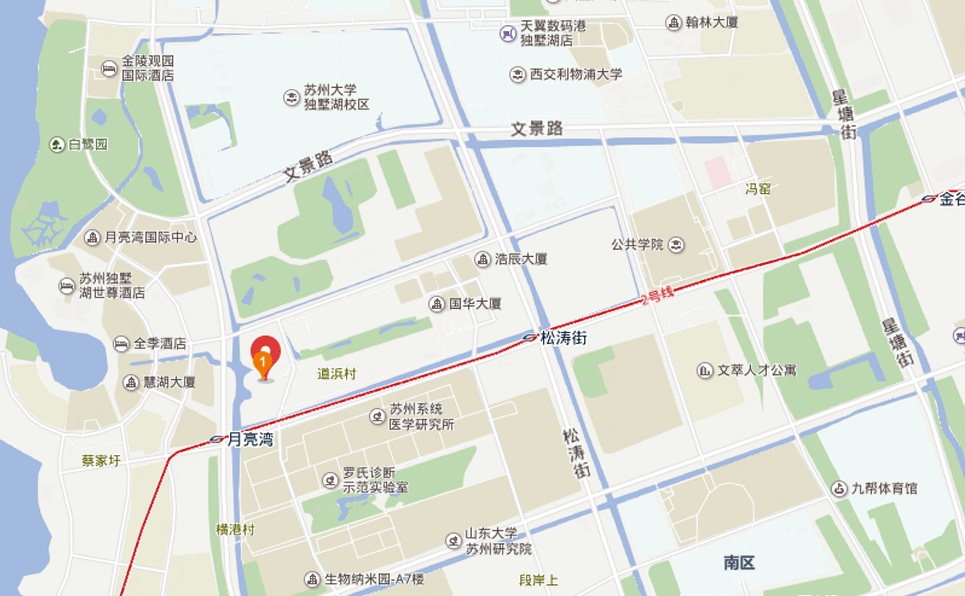 天翼数码港
独墅湖店
翰林大厦
金陵观园
国际酒店
西交利物浦大学
苏州大学
独墅湖校区
星塘街
文景路
白鹭园
文景路
冯窑
金谷
月亮湾国际中心
公共学院
浩辰大厦
苏州独墅
湖世尊酒店
2号线
国华大厦
松涛街
星塘街
全季酒店
1
道浜村
文萃人才公寓
慧湖大厦
苏州系统
医学研究所
月亮湾
松涛街
蔡家圩
罗氏诊断
示范实验室
九帮体育馆
横港村
山东大学
苏州研究院
南区
生物纳米园-A7楼
段岸上